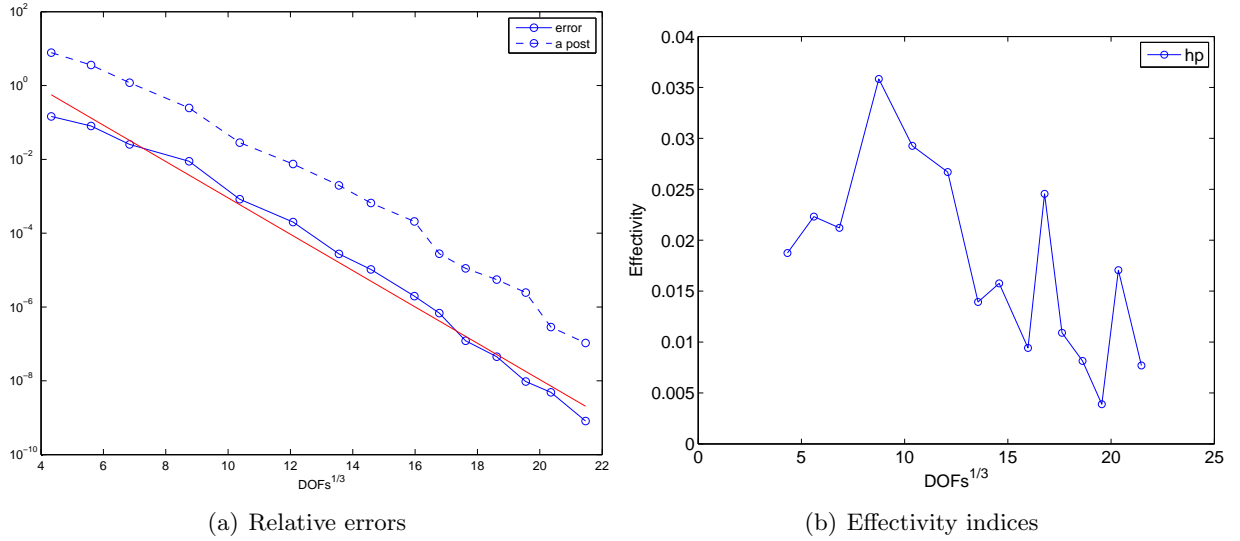 10^2
10^0
10^−2
10^−4
10^−6
10^−8
10^−10
4 6 8 10 12 14 16 18 20 22
DOFs^1/3
error
a post
(a) Relative errors
0.04
0.035
0.03
0.025
0.02
0.015
0.01
0.005
0
Effectivity
0 5 10 15 20 25
DOFs^1/3
hp
(b) Effectivity indices